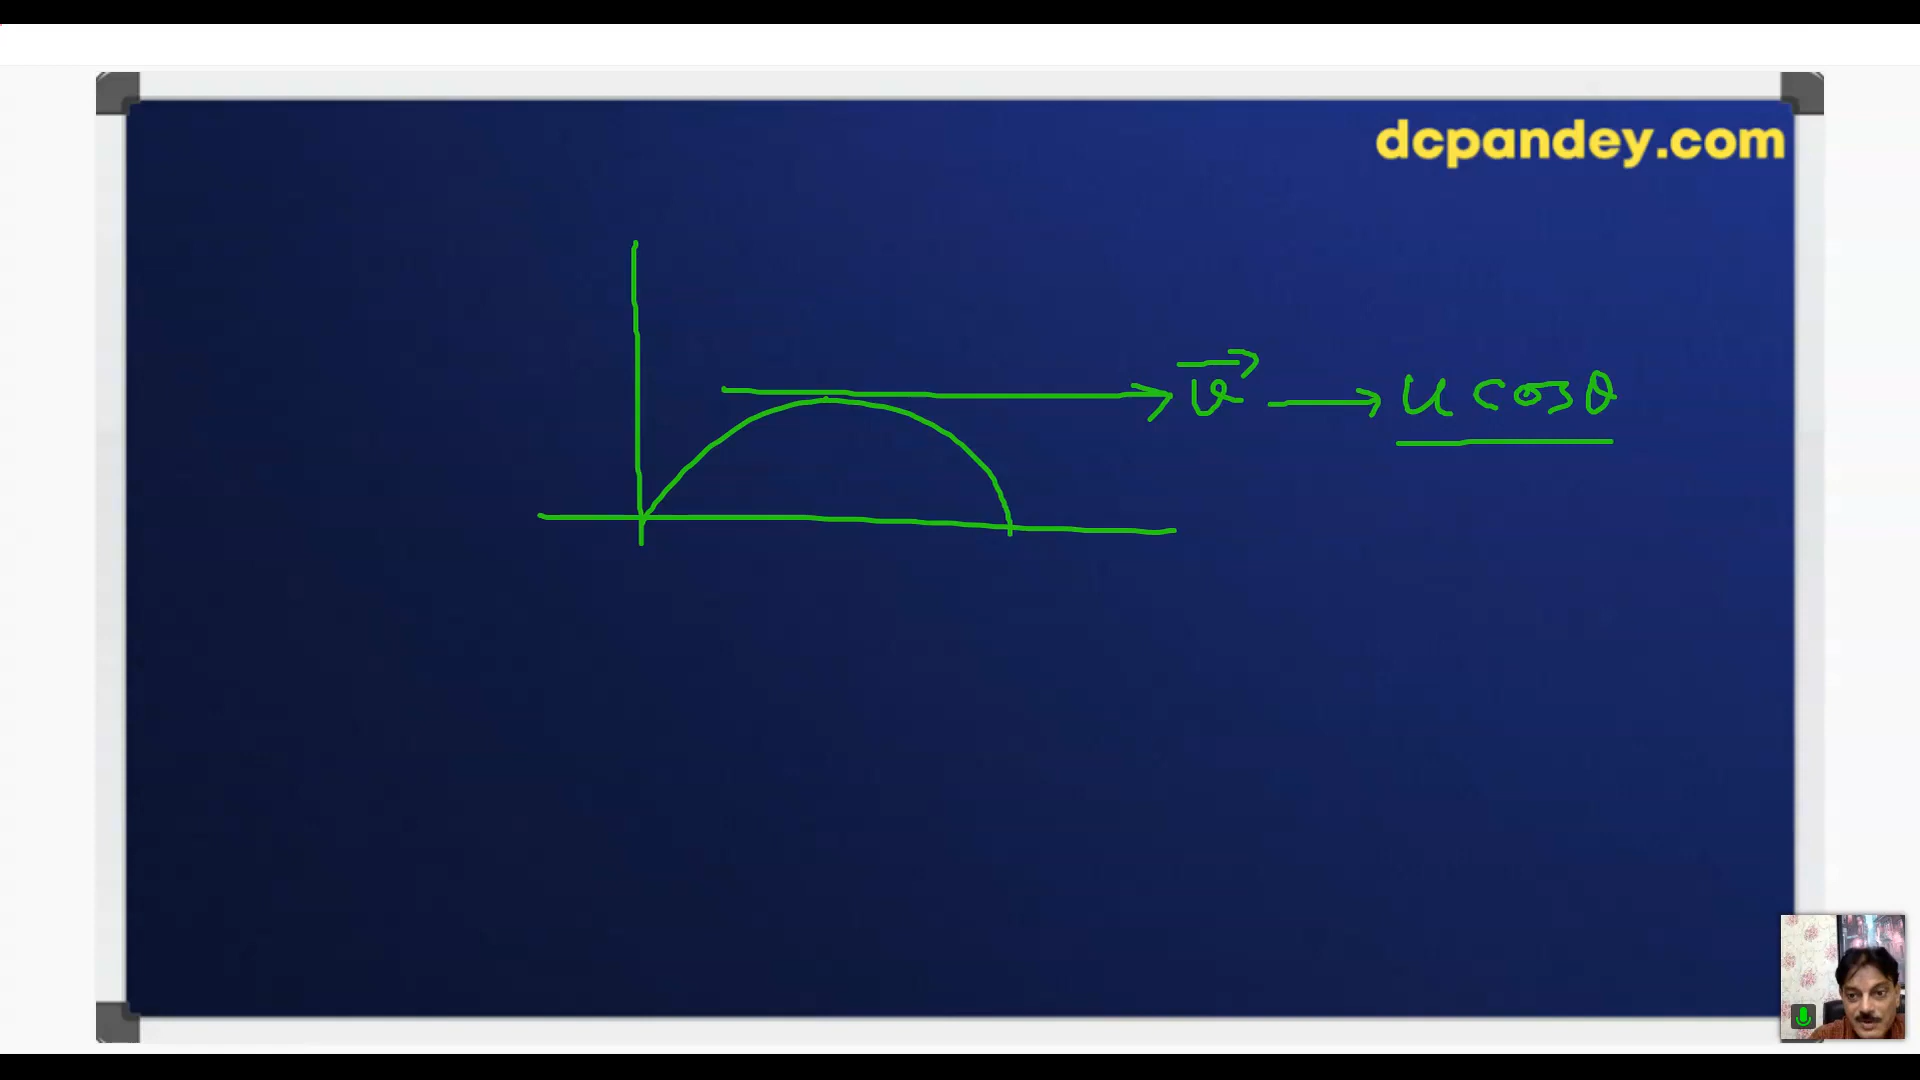 dcpandey.com
v⃗ → u cosθ